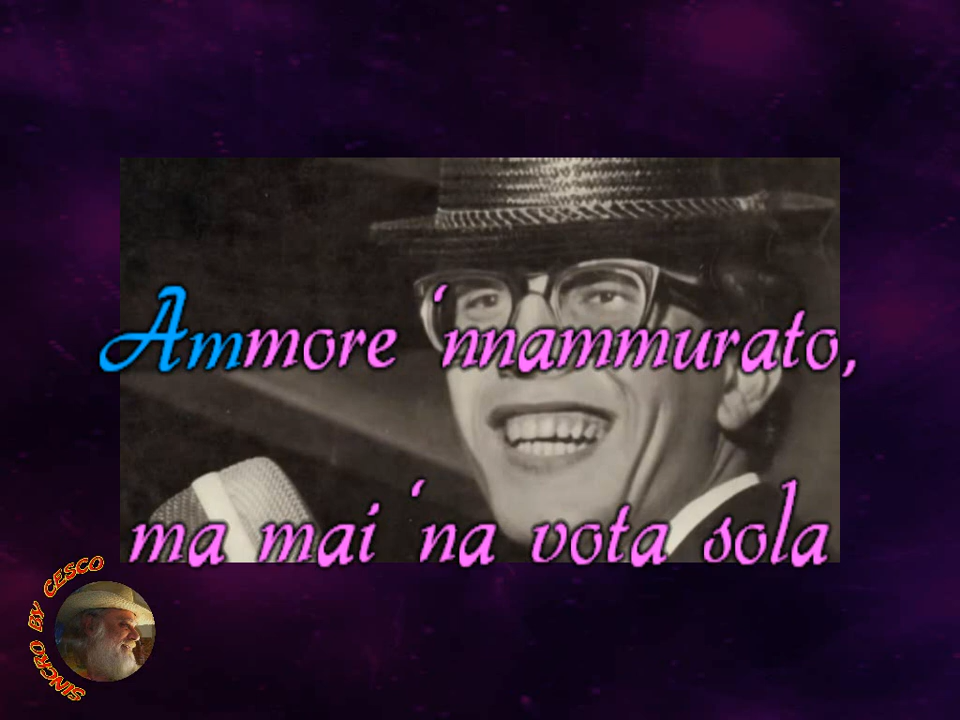 Ammore ‘nnammurato,
ma mai ‘na vota sola
SINCRO BY CESCO